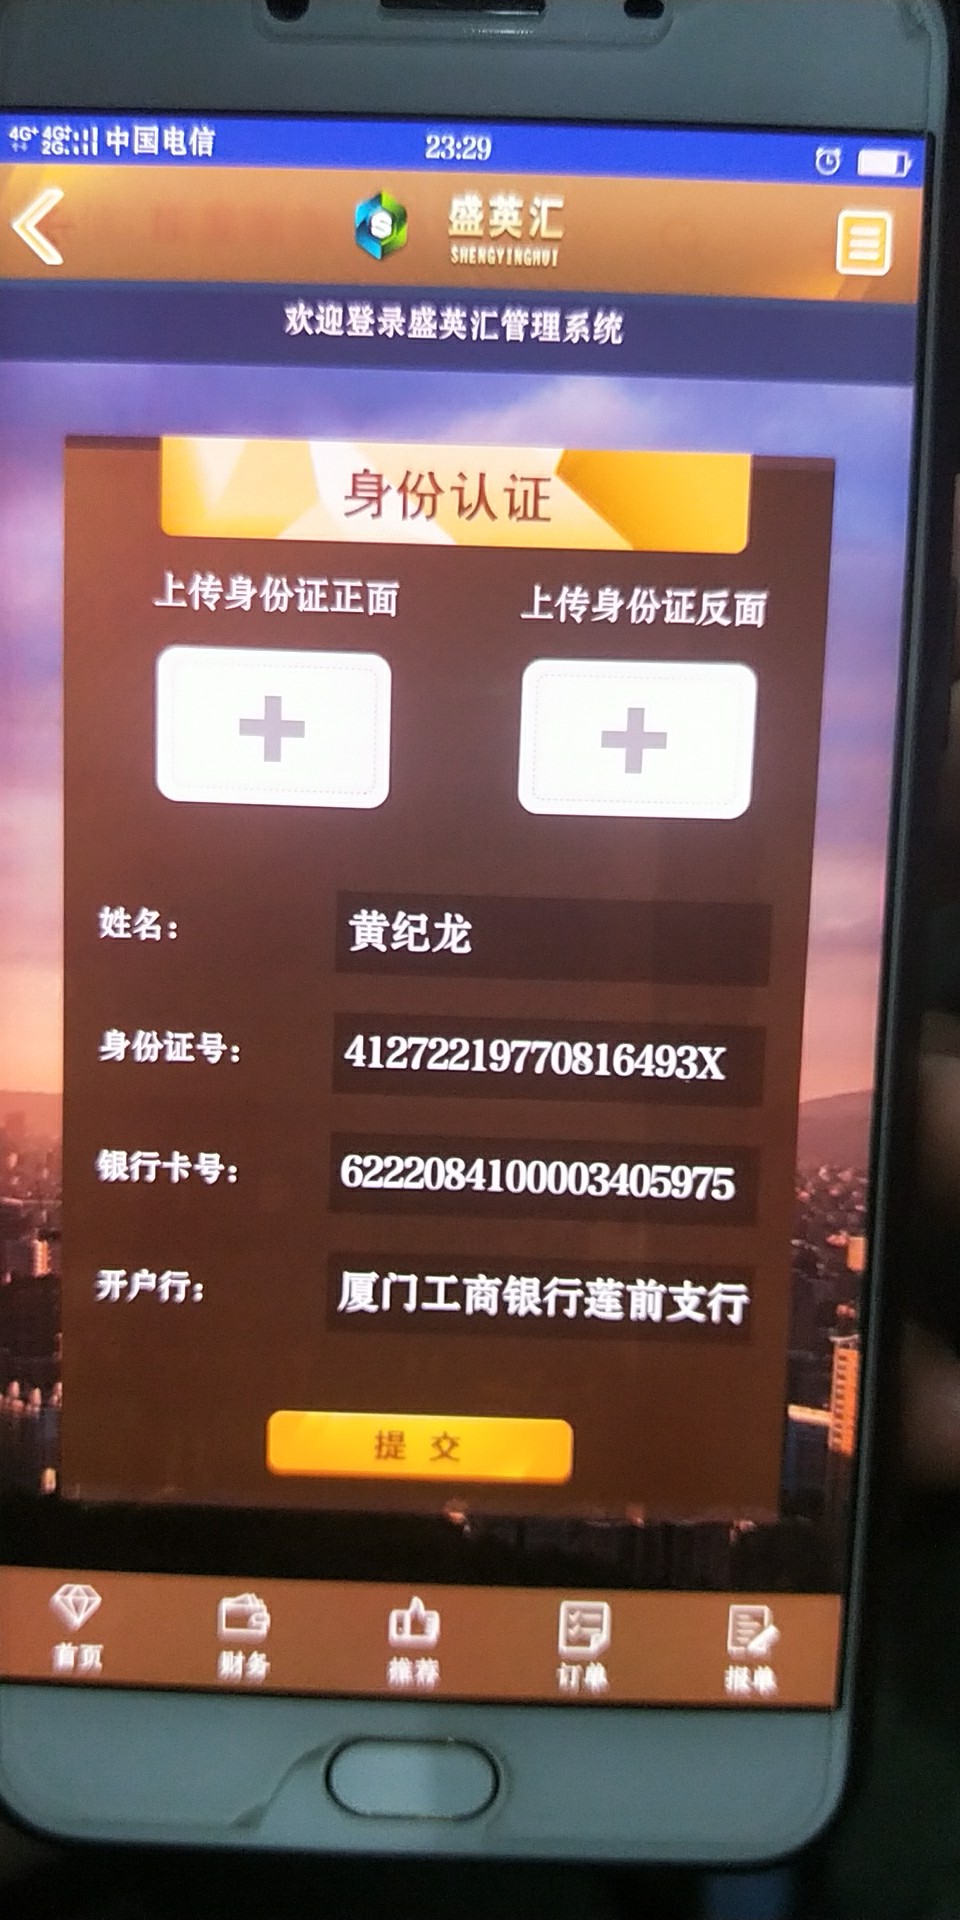 4G+ 4G+ 2G 中国电信 23:29
盛英汇
SHENGYINGHUI
欢迎登录盛英汇管理系统
身份认证
上传身份证正面 上传身份证反面
姓名： 黄纪龙
身份证号： 41272219770816493X
银行卡号： 6222084100003405975
开户行： 厦门工商银行莲前支行
提交
首页 财务 推荐 订单 报单